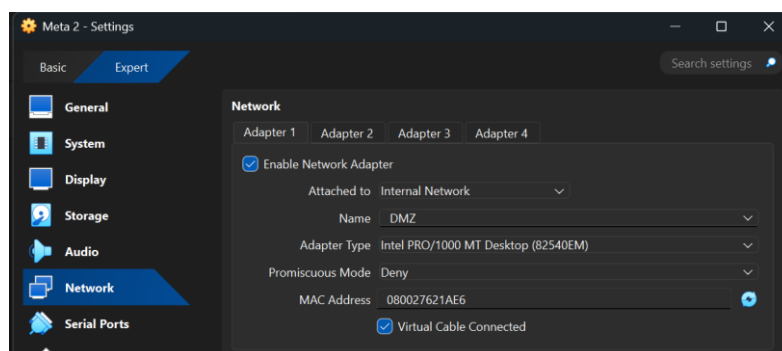 Meta 2 - Settings
Basic Expert Search settings
General
System
Display
Storage
Audio
Network
Serial Ports
Network
Adapter 1 Adapter 2 Adapter 3 Adapter 4
Enable Network Adapter
Attached to Internal Network
Name DMZ
Adapter Type Intel PRO/1000 MT Desktop (82540EM)
Promiscuous Mode Deny
MAC Address 080027621AE6
Virtual Cable Connected